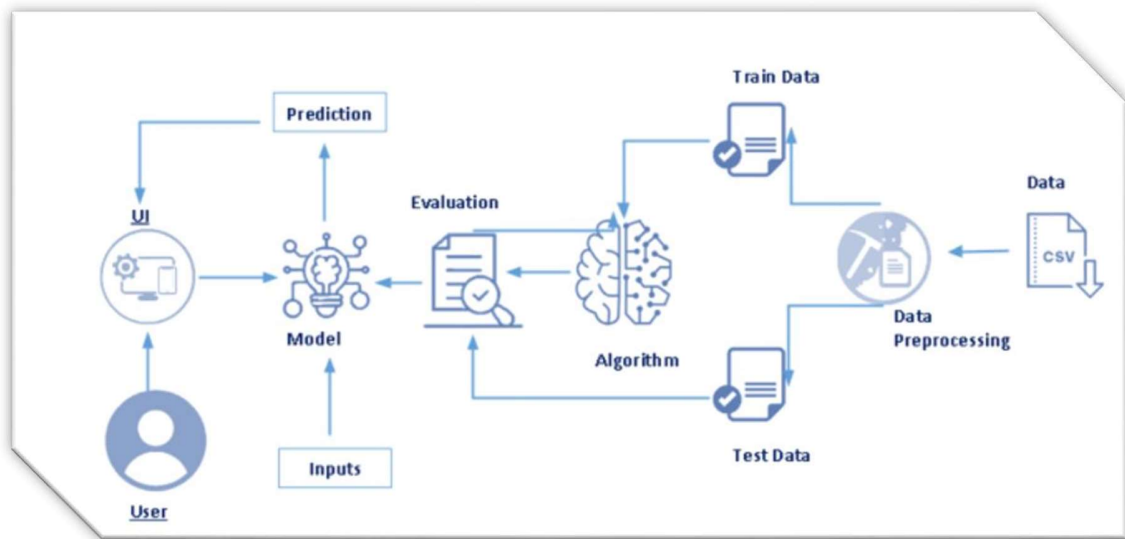 Train Data
Prediction
Data
UI
Evaluation
CSV
Model
Data
Preprocessing
Algorithm
Inputs
Test Data
User